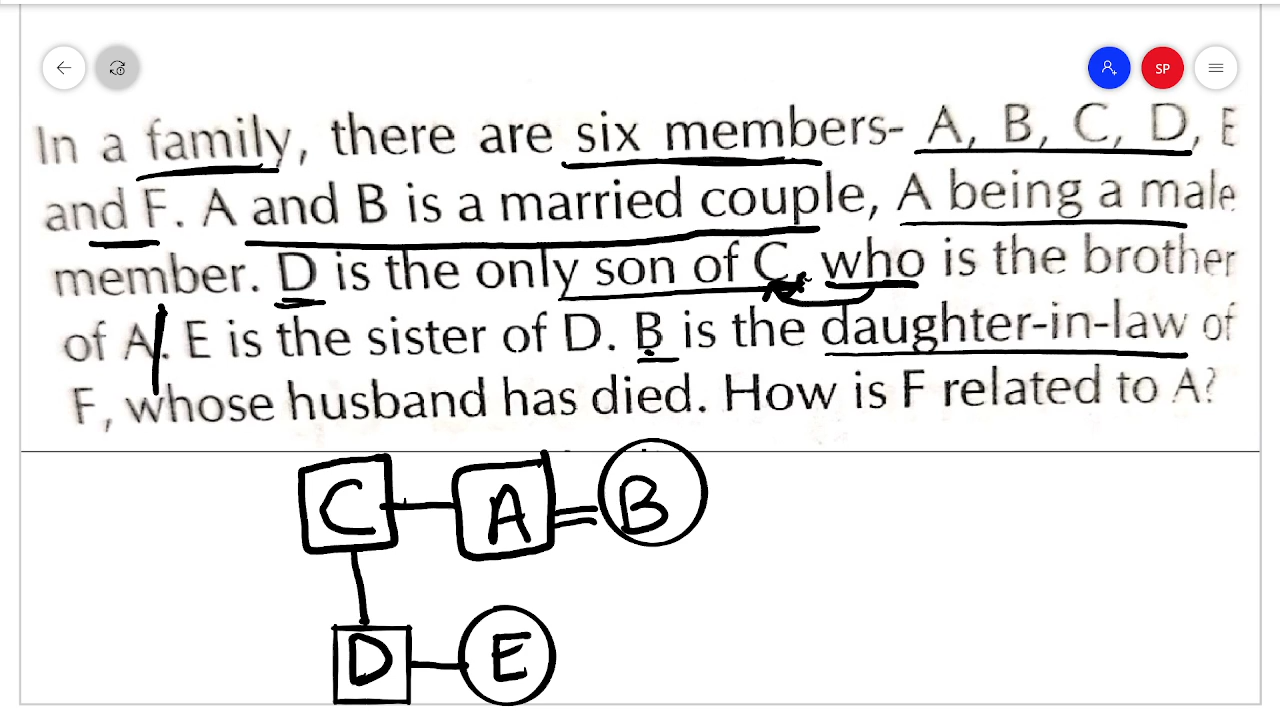 SP
In a family, there are six members- A, B, C, D, E
and F. A and B is a married couple, A being a male
member. D is the only son of C, who is the brother
of A. E is the sister of D. B is the daughter-in-law of
F, whose husband has died. How is F related to A?
C A B
D E